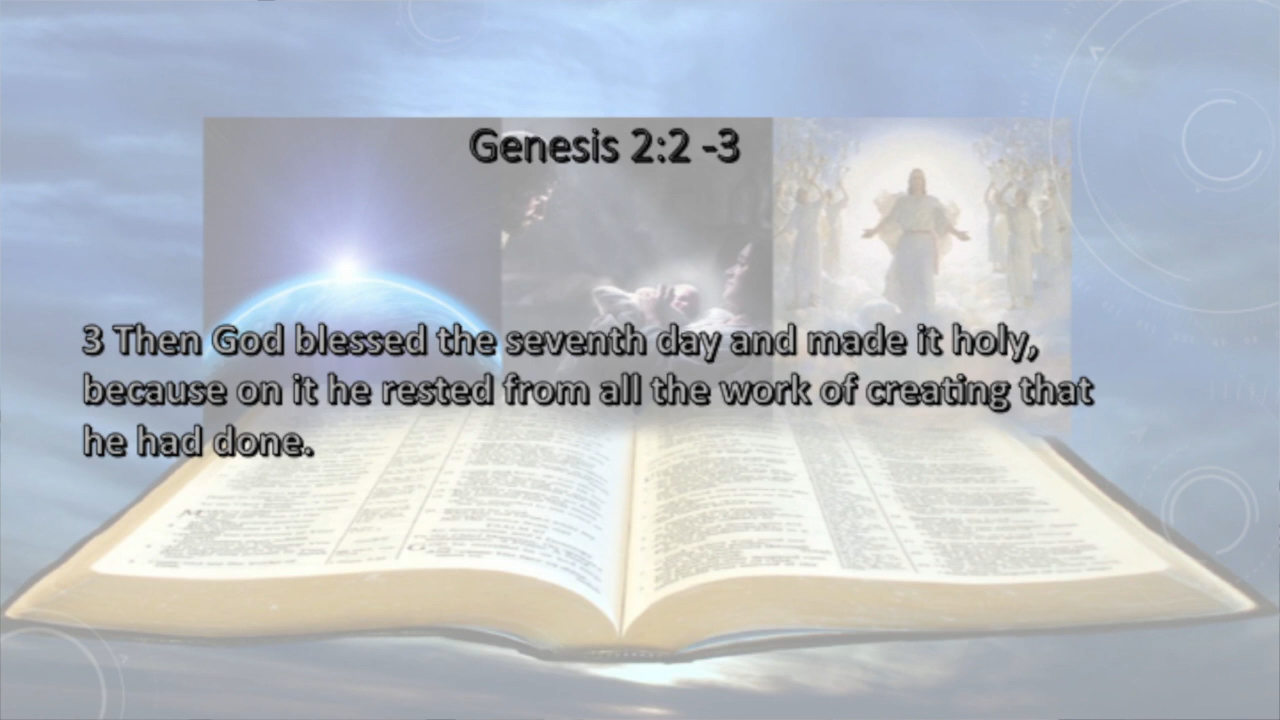 Genesis 2:2 -3
3 Then God blessed the seventh day and made it holy,
because on it he rested from all the work of creating that
he had done.